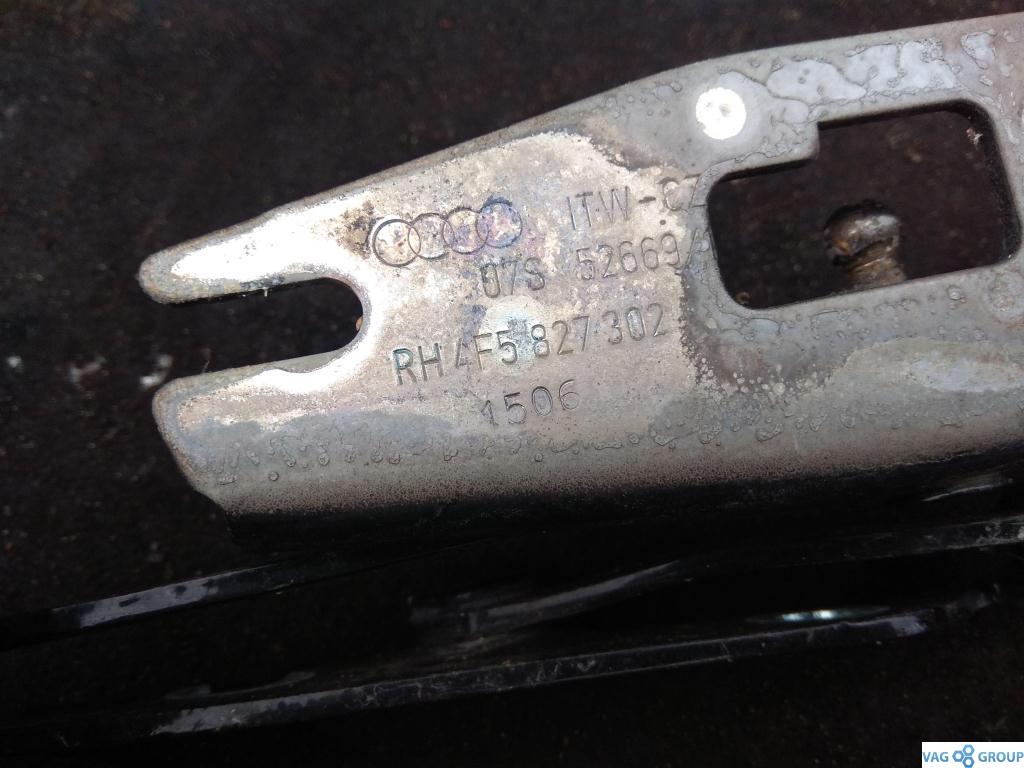 ITW-CZ
07S 52669
RH 4F5 827 302
1506
VAG GROUP